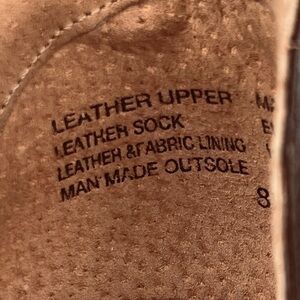 LEATHER UPPER
LEATHER SOCK
LEATHER & FABRIC LINING
MAN MADE OUTSOLE
8